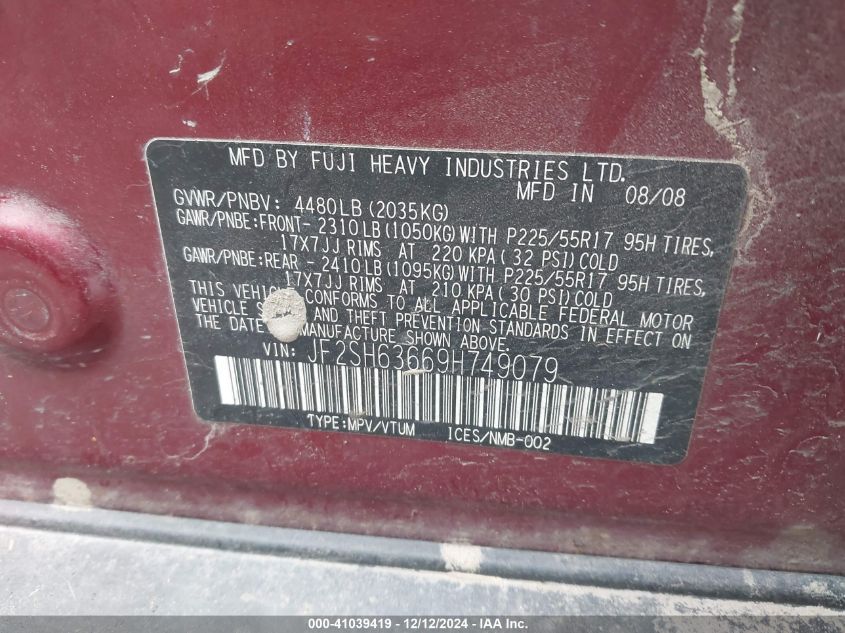 MFD BY FUJI HEAVY INDUSTRIES LTD.
MFD IN 08/08
GVWR/PNBV: 4480LB(2035KG)
GAWR/PNBE:FRONT- 2310LB(1050KG)WITH P225/55R17 95H TIRES,
17X7JJ RIMS AT 220 KPA( 32 PSI)COLD
GAWR/PNBE:REAR - 2410LB(1095KG)WITH P225/55R17 95H TIRES,
17X7JJ RIMS AT 210 KPA( 30 PSI)COLD
THIS VEHICLE CONFORMS TO ALL APPLICABLE FEDERAL MOTOR
VEHICLE AND THEFT PREVENTION STANDARDS IN EFFECT ON
THE DATE MANUFACTURE SHOWN ABOVE.
VIN: JF2SH63669H749079
TYPE:MPV/VTUM ICES/NMB-002
000-41039419 - 12/12/2024 - IAA Inc.